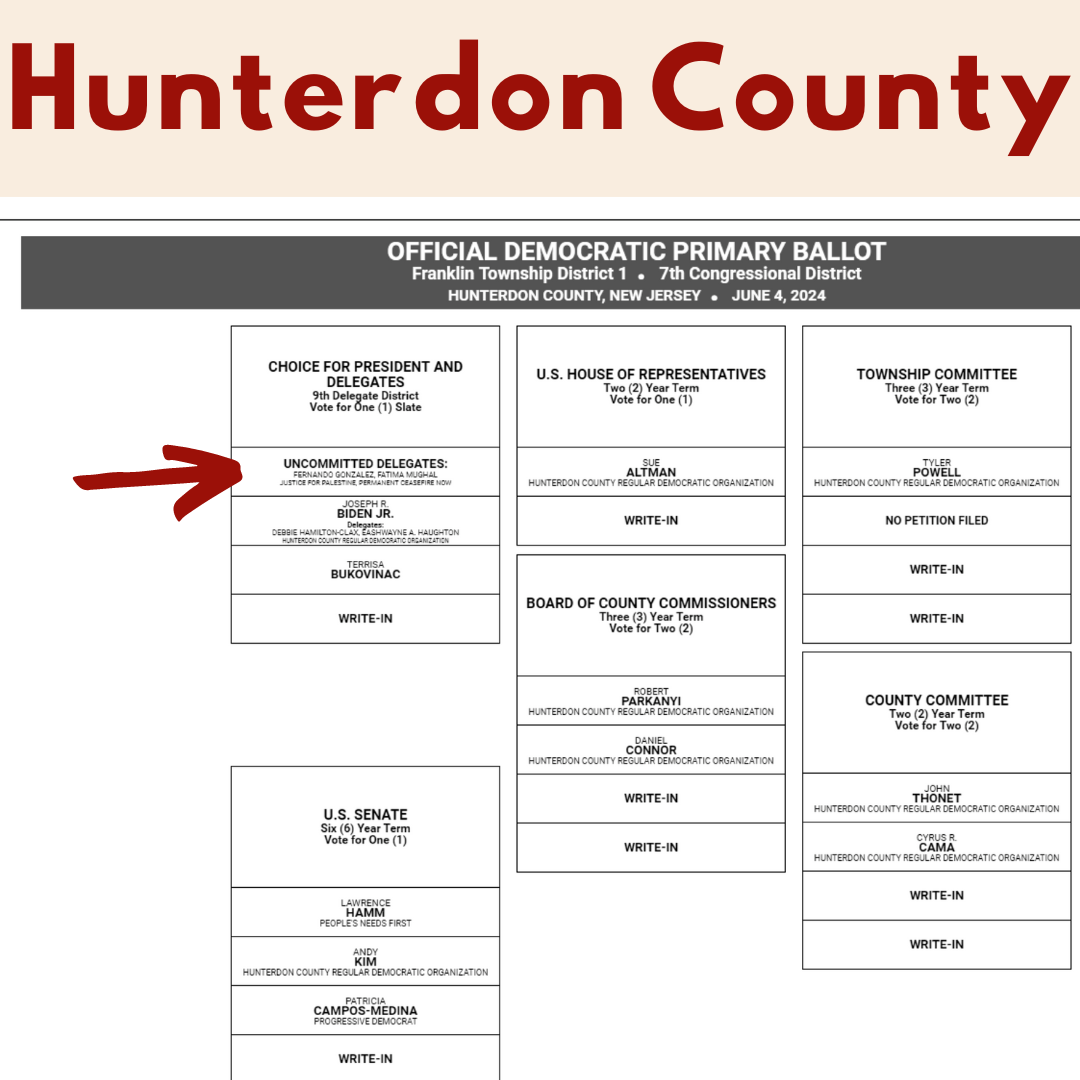 Hunterdon County
OFFICIAL DEMOCRATIC PRIMARY BALLOT
Franklin Township District 1 • 7th Congressional District
HUNTERDON COUNTY, NEW JERSEY • JUNE 4, 2024
CHOICE FOR PRESIDENT AND
DELEGATES
9th Delegate District
Vote for One (1) Slate
UNCOMMITTED DELEGATES:
FERNANDO GONZALEZ, FATIMA MUGHAL
JUSTICE FOR PALESTINE, PERMANENT CEASEFIRE NOW
JOSEPH R.
BIDEN JR.
Delegates:
DEBBIE HAMILTON-CLAX, EASHWAYNE A. HAUGHTON
HUNTERDON COUNTY REGULAR DEMOCRATIC ORGANIZATION
TERRISA
BUKOVINAC
WRITE-IN
U.S. SENATE
Six (6) Year Term
Vote for One (1)
LAWRENCE
HAMM
PEOPLE'S NEEDS FIRST
ANDY
KIM
HUNTERDON COUNTY REGULAR DEMOCRATIC ORGANIZATION
PATRICIA
CAMPOS-MEDINA
PROGRESSIVE DEMOCRAT
WRITE-IN
U.S. HOUSE OF REPRESENTATIVES
Two (2) Year Term
Vote for One (1)
SUE
ALTMAN
HUNTERDON COUNTY REGULAR DEMOCRATIC ORGANIZATION
WRITE-IN
BOARD OF COUNTY COMMISSIONERS
Three (3) Year Term
Vote for Two (2)
ROBERT
PARKANYI
HUNTERDON COUNTY REGULAR DEMOCRATIC ORGANIZATION
DANIEL
CONNOR
HUNTERDON COUNTY REGULAR DEMOCRATIC ORGANIZATION
WRITE-IN
WRITE-IN
TOWNSHIP COMMITTEE
Three (3) Year Term
Vote for Two (2)
TYLER
POWELL
HUNTERDON COUNTY REGULAR DEMOCRATIC ORGANIZATION
NO PETITION FILED
WRITE-IN
WRITE-IN
COUNTY COMMITTEE
Two (2) Year Term
Vote for Two (2)
JOHN
THONET
HUNTERDON COUNTY REGULAR DEMOCRATIC ORGANIZATION
CYRUS R.
CAMA
HUNTERDON COUNTY REGULAR DEMOCRATIC ORGANIZATION
WRITE-IN
WRITE-IN